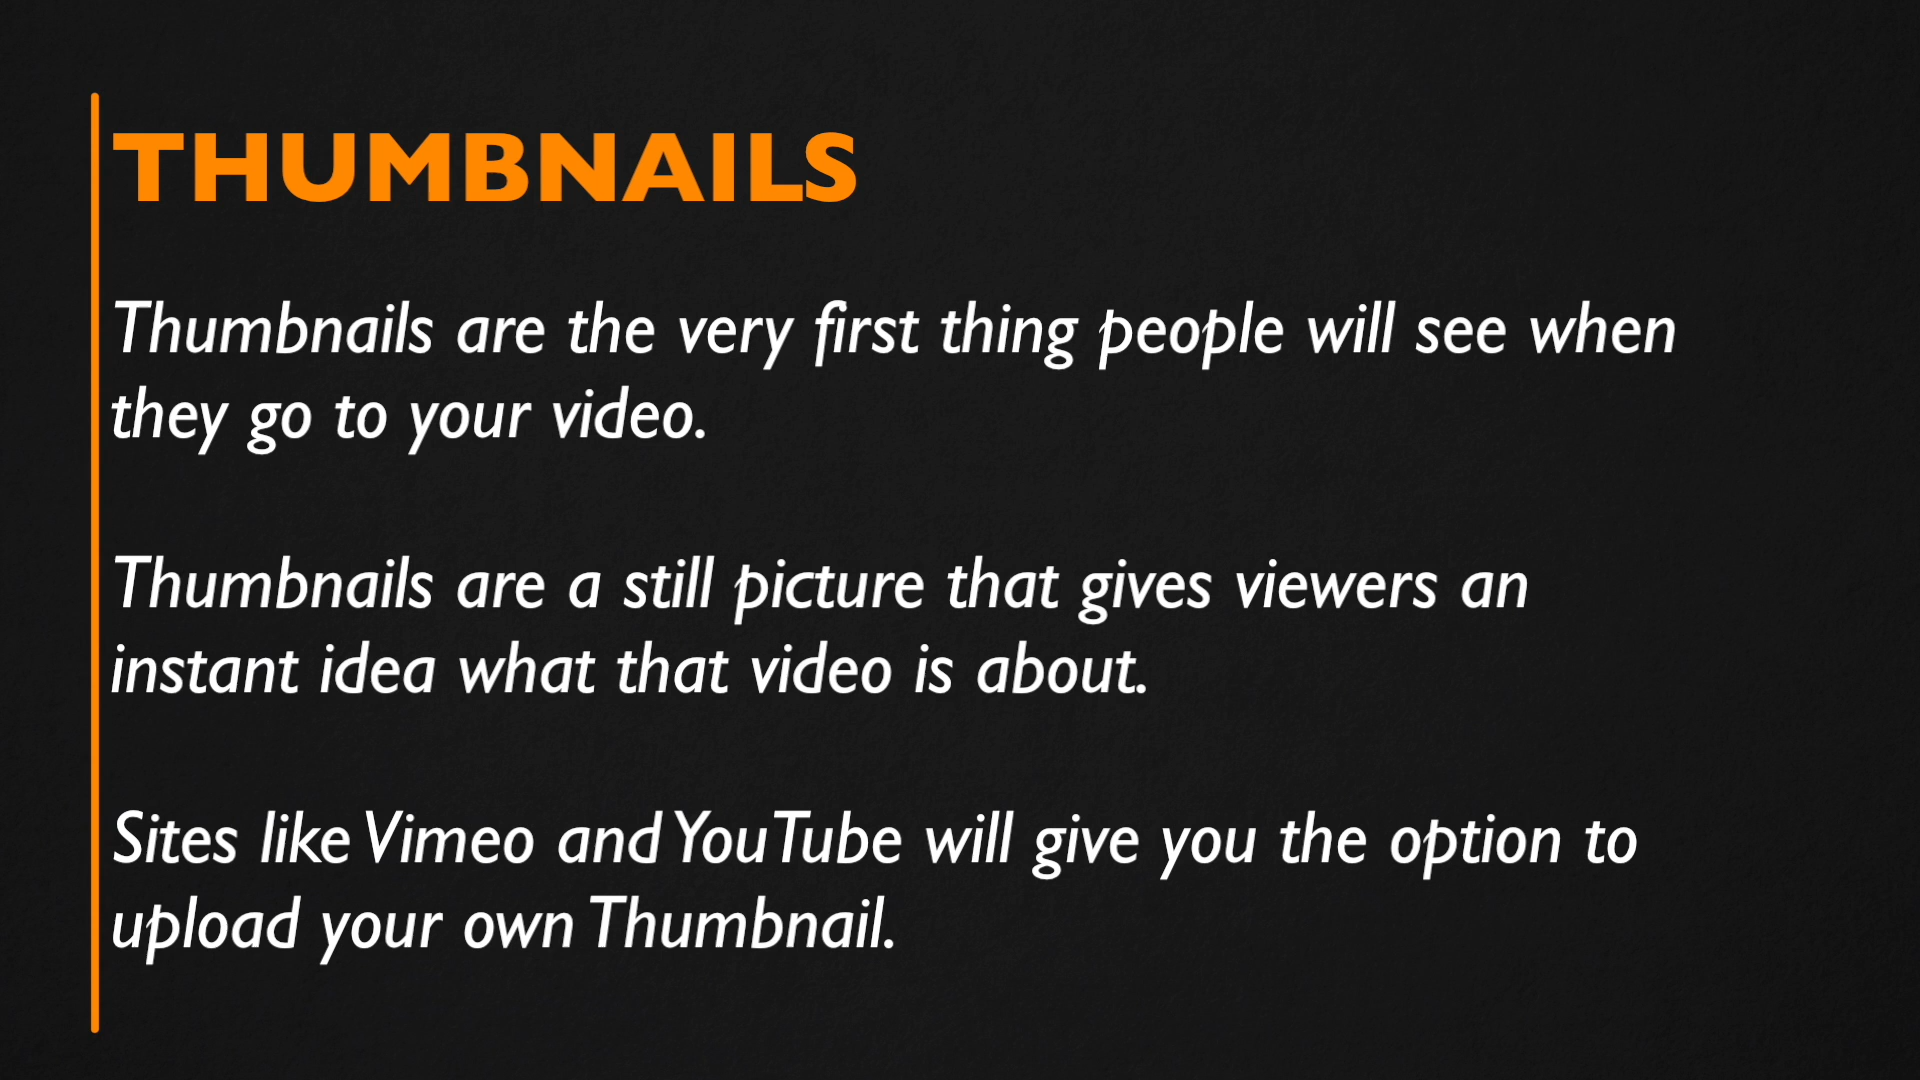 THUMBNAILS
Thumbnails are the very first thing people will see when
they go to your video.
Thumbnails are a still picture that gives viewers an
instant idea what that video is about.
Sites like Vimeo and YouTube will give you the option to
upload your own Thumbnail.